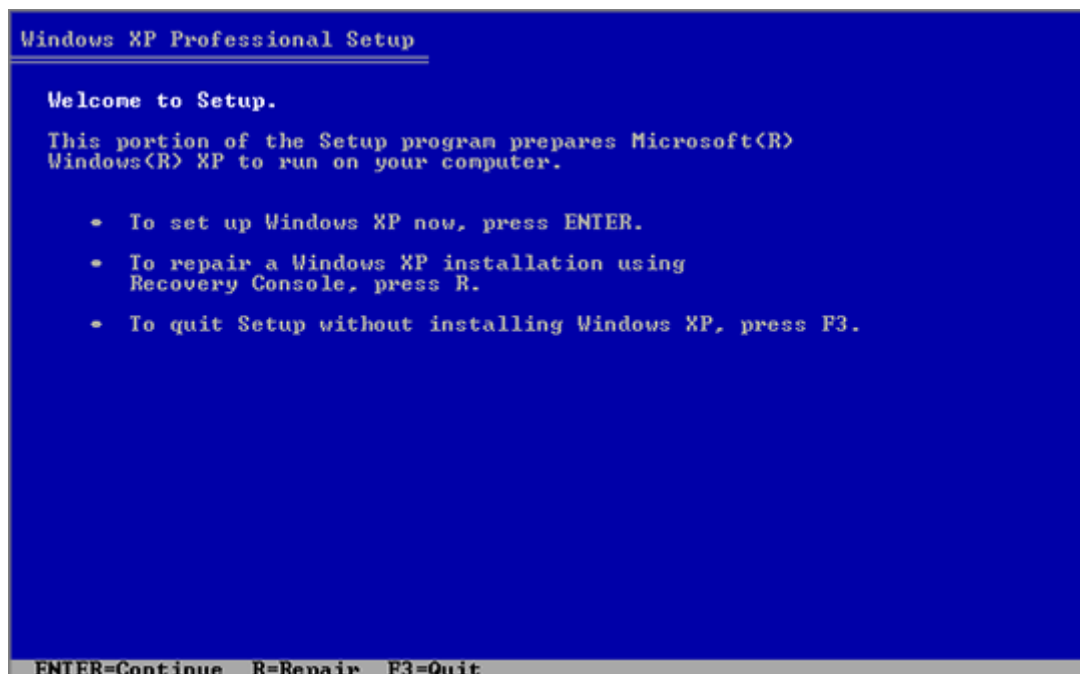 Windows XP Professional Setup
Welcome to Setup.
This portion of the Setup program prepares Microsoft(R)
Windows(R) XP to run on your computer.
• To set up Windows XP now, press ENTER.
• To repair a Windows XP installation using
Recovery Console, press R.
• To quit Setup without installing Windows XP, press F3.
ENTER=Continue R=Repair F3=Quit